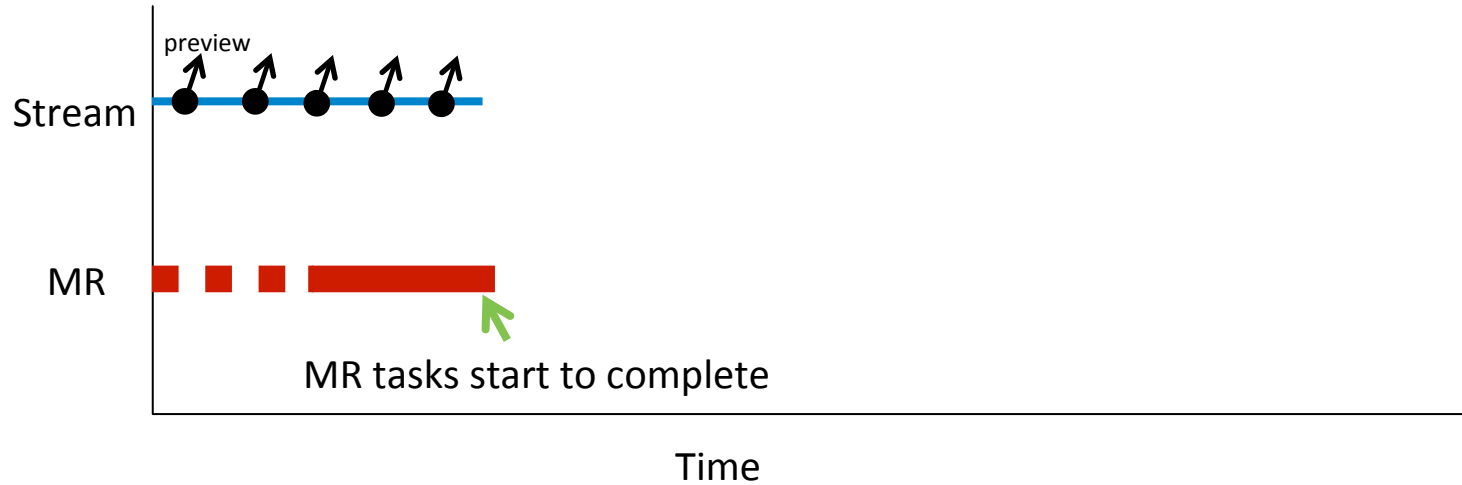 preview
Stream
MR
MR tasks start to complete
Time